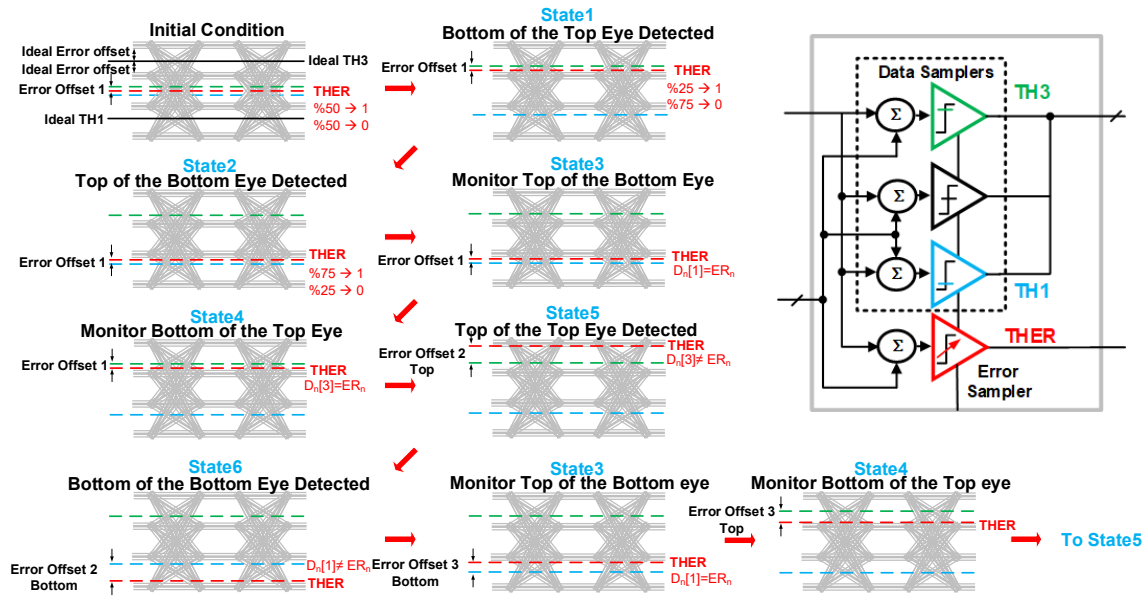 Initial Condition
Ideal Error offset
Ideal Error offset
Ideal TH3
Error Offset 1
THER
%50 → 1
%50 → 0
Ideal TH1
State1
Bottom of the Top Eye Detected
Error Offset 1
THER
%25 → 1
%75 → 0
State2
Top of the Bottom Eye Detected
Error Offset 1
THER
%75 → 1
%25 → 0
State3
Monitor Top of the Bottom Eye
Error Offset 1
THER
Dn[1]=ERn
State4
Monitor Bottom of the Top Eye
Error Offset 1
THER
Dn[3]=ERn
State5
Top of the Top Eye Detected
Error Offset 2
Top
THER
Dn[3]≠ ERn
State6
Bottom of the Bottom Eye Detected
Error Offset 2
Bottom
Dn[1]≠ ERn
THER
State3
Monitor Top of the Bottom eye
Error Offset 3
Bottom
THER
Dn[1]=ERn
State4
Monitor Bottom of the Top eye
Error Offset 3
Top
THER
To State5
Data Samplers
TH3
Σ
Σ
TH1
Σ
THER
Σ
Error
Sampler